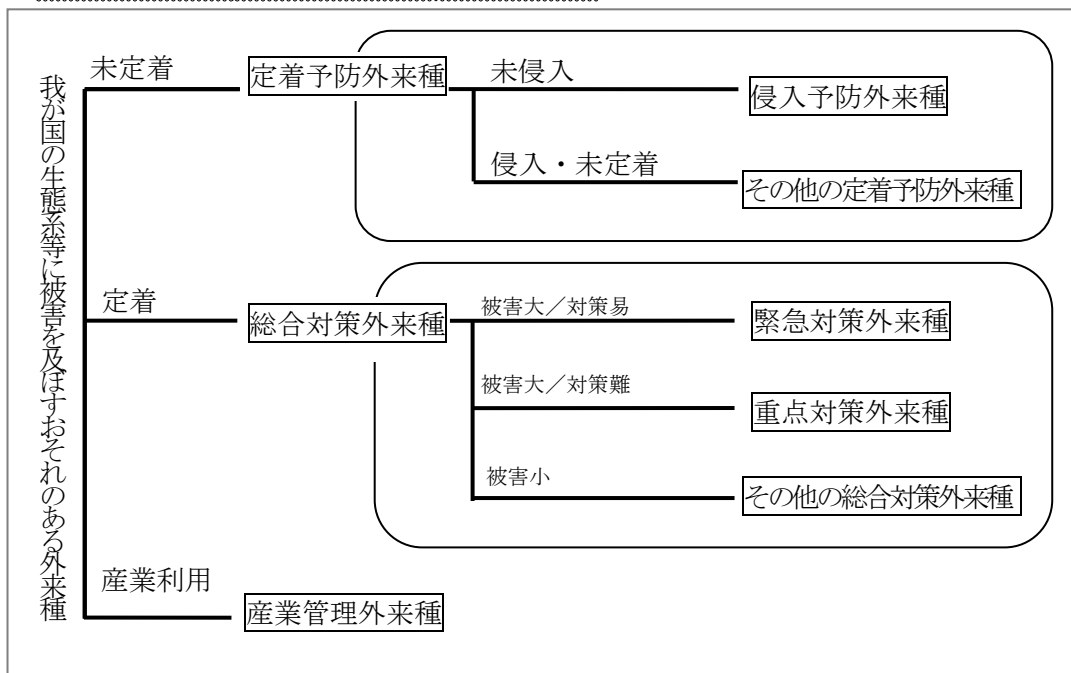 我が国の生態系等に被害を及ぼすおそれのある外来種
未定着
定着予防外来種
未侵入
侵入予防外来種
侵入・未定着
その他の定着予防外来種
定着
総合対策外来種
被害大／対策易
緊急対策外来種
被害大／対策難
重点対策外来種
被害小
その他の総合対策外来種
産業利用
産業管理外来種